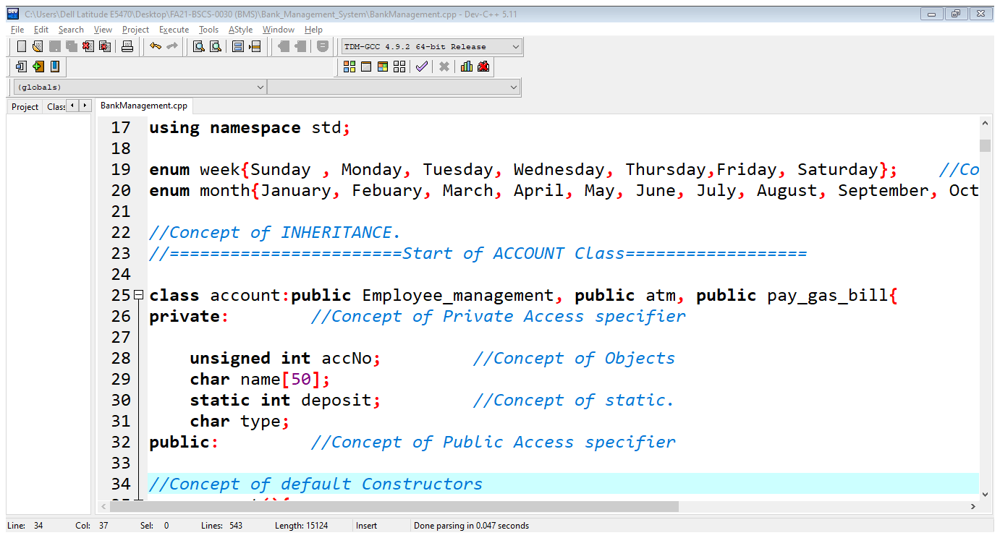 C:\Users\Dell Latitude E5470\Desktop\FA21-BSCS-0030 (BMS)\Bank_Management_System\BankManagement.cpp - Dev-C++ 5.11
File Edit Search View Project Execute Tools AStyle Window Help
TDM-GCC 4.9.2 64-bit Release
(globals)
Project Class BankManagement.cpp
17 using namespace std;
18
19 enum week{Sunday , Monday, Tuesday, Wednesday, Thursday,Friday, Saturday}; //Co
20 enum month{January, Febuary, March, April, May, June, July, August, September, Oct
21
22 //Concept of INHERITANCE.
23 //=======================Start of ACCOUNT Class==================
24
25 class account:public Employee_management, public atm, public pay_gas_bill{
26 private: //Concept of Private Access specifier
27
28 unsigned int accNo; //Concept of Objects
29 char name[50];
30 static int deposit; //Concept of static.
31 char type;
32 public: //Concept of Public Access specifier
33
34 //Concept of default Constructors
Line: 34 Col: 37 Sel: 0 Lines: 543 Length: 15124 Insert Done parsing in 0.047 seconds